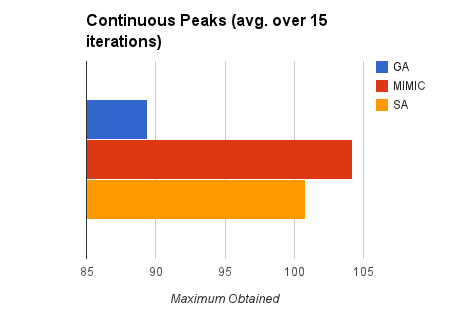 Continuous Peaks (avg. over 15
iterations)
GA
MIMIC
SA
85 90 95 100 105
Maximum Obtained